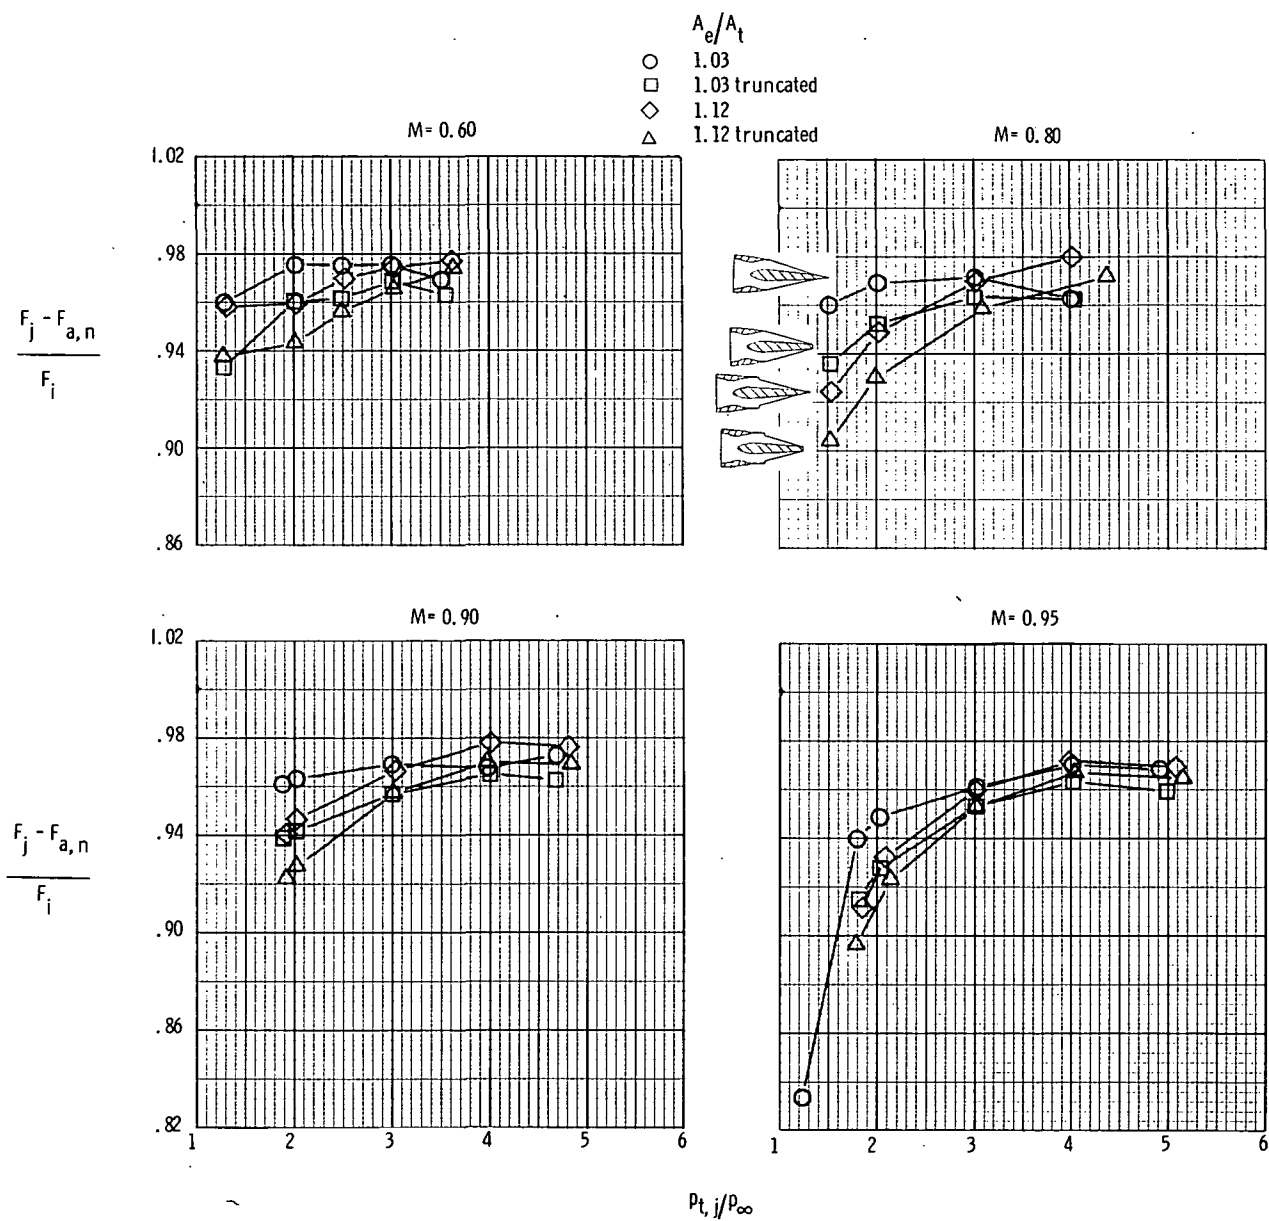 A_e/A_t
1.03
1.03 truncated
1.12
1.12 truncated
M= 0.60
M= 0.80
1.02
.98
.94
.90
.86
F_j - F_a,n
F_i
M= 0.90
M= 0.95
1.02
.98
.94
.90
.86
.82
F_j - F_a,n
F_i
1 2 3 4 5 6
1 2 3 4 5 6
p_t,j/p_∞